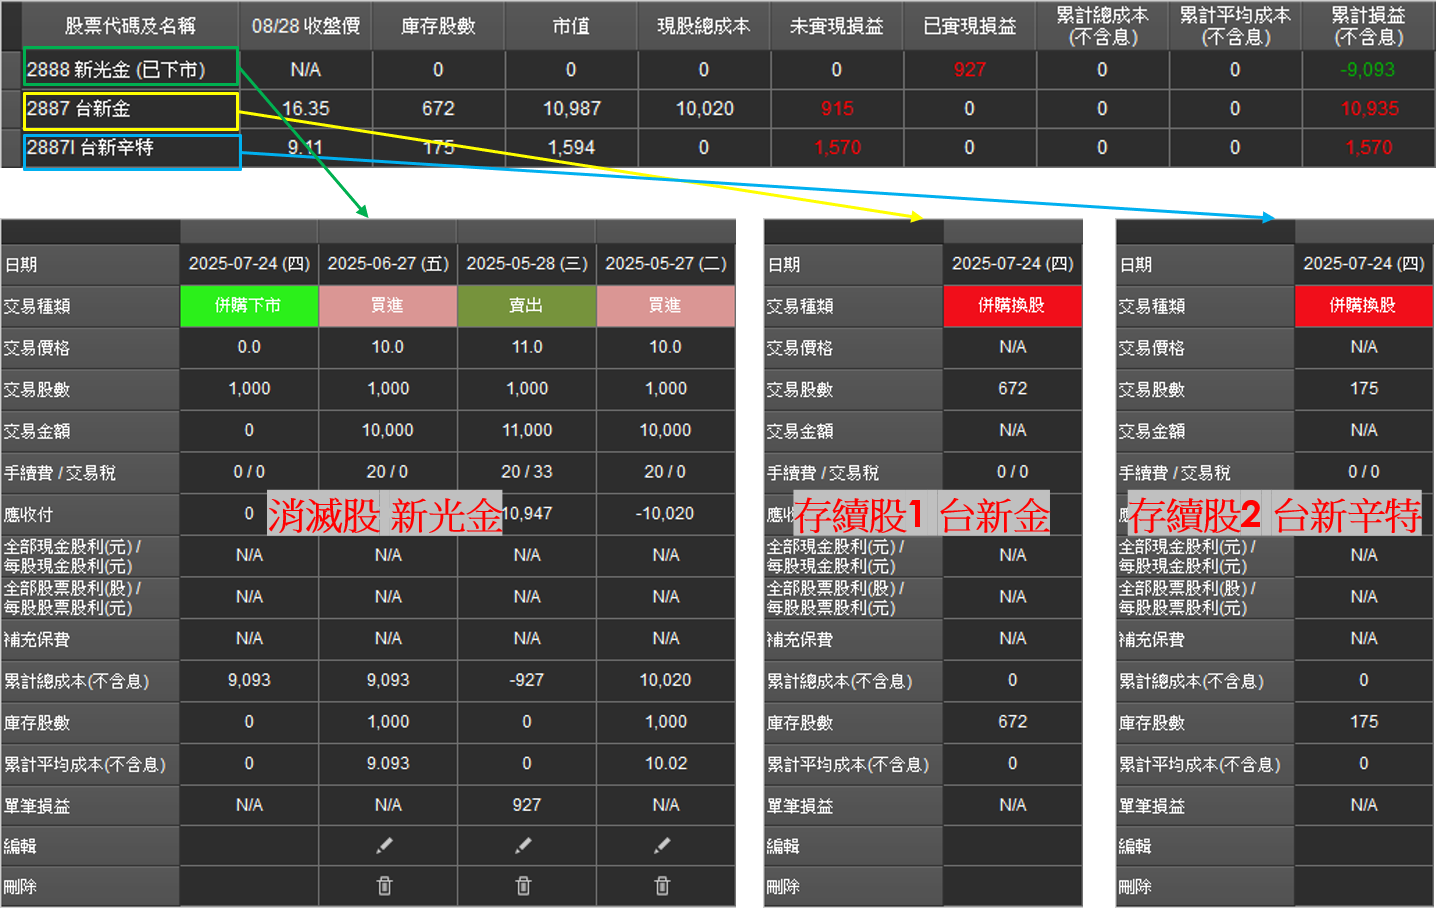 股票代碼及名稱 08/28 收盤價 庫存股數 市值 現股總成本 未實現損益 已實現損益 累計總成本 (不含息) 累計平均成本 (不含息) 累計損益 (不含息)
2888 新光金 (已下市) N/A 0 0 0 0 927 0 0 -9,093
2887 台新金 16.35 672 10,987 10,020 915 0 0 0 10,935
2887I 台新辛特 9.11 175 1,594 0 1,570 0 0 0 1,570
日期 2025-07-24 (四) 2025-06-27 (五) 2025-05-28 (三) 2025-05-27 (二)
交易種類 併購下市 買進 賣出 買進
交易價格 0.0 10.0 11.0 10.0
交易股數 1,000 1,000 1,000 1,000
交易金額 0 10,000 11,000 10,000
手續費 / 交易稅 0 / 0 20 / 0 20 / 33 20 / 0
應收付 0 10,947 -10,020
消滅股 新光金
全部現金股利(元) /
每股現金股利(元) N/A N/A N/A N/A
全部股票股利(股) /
每股股票股利(元) N/A N/A N/A N/A
補充保費 N/A N/A N/A N/A
累計總成本(不含息) 9,093 9,093 -927 10,020
庫存股數 0 1,000 0 1,000
累計平均成本(不含息) 0 9.093 0 10.02
單筆損益 N/A N/A 927 N/A
編輯
刪除
日期 2025-07-24 (四)
交易種類 併購換股
交易價格 N/A
交易股數 672
交易金額 N/A
手續費 / 交易稅 0 / 0
存續股1 台新金
全部現金股利(元) /
每股現金股利(元) N/A
全部股票股利(股) /
每股股票股利(元) N/A
補充保費 N/A
累計總成本(不含息) 0
庫存股數 672
累計平均成本(不含息) 0
單筆損益 N/A
編輯
刪除
日期 2025-07-24 (四)
交易種類 併購換股
交易價格 N/A
交易股數 175
交易金額 N/A
手續費 / 交易稅 0 / 0
存續股2 台新辛特
全部現金股利(元) /
每股現金股利(元) N/A
全部股票股利(股) /
每股股票股利(元) N/A
補充保費 N/A
累計總成本(不含息) 0
庫存股數 175
累計平均成本(不含息) 0
單筆損益 N/A
編輯
刪除